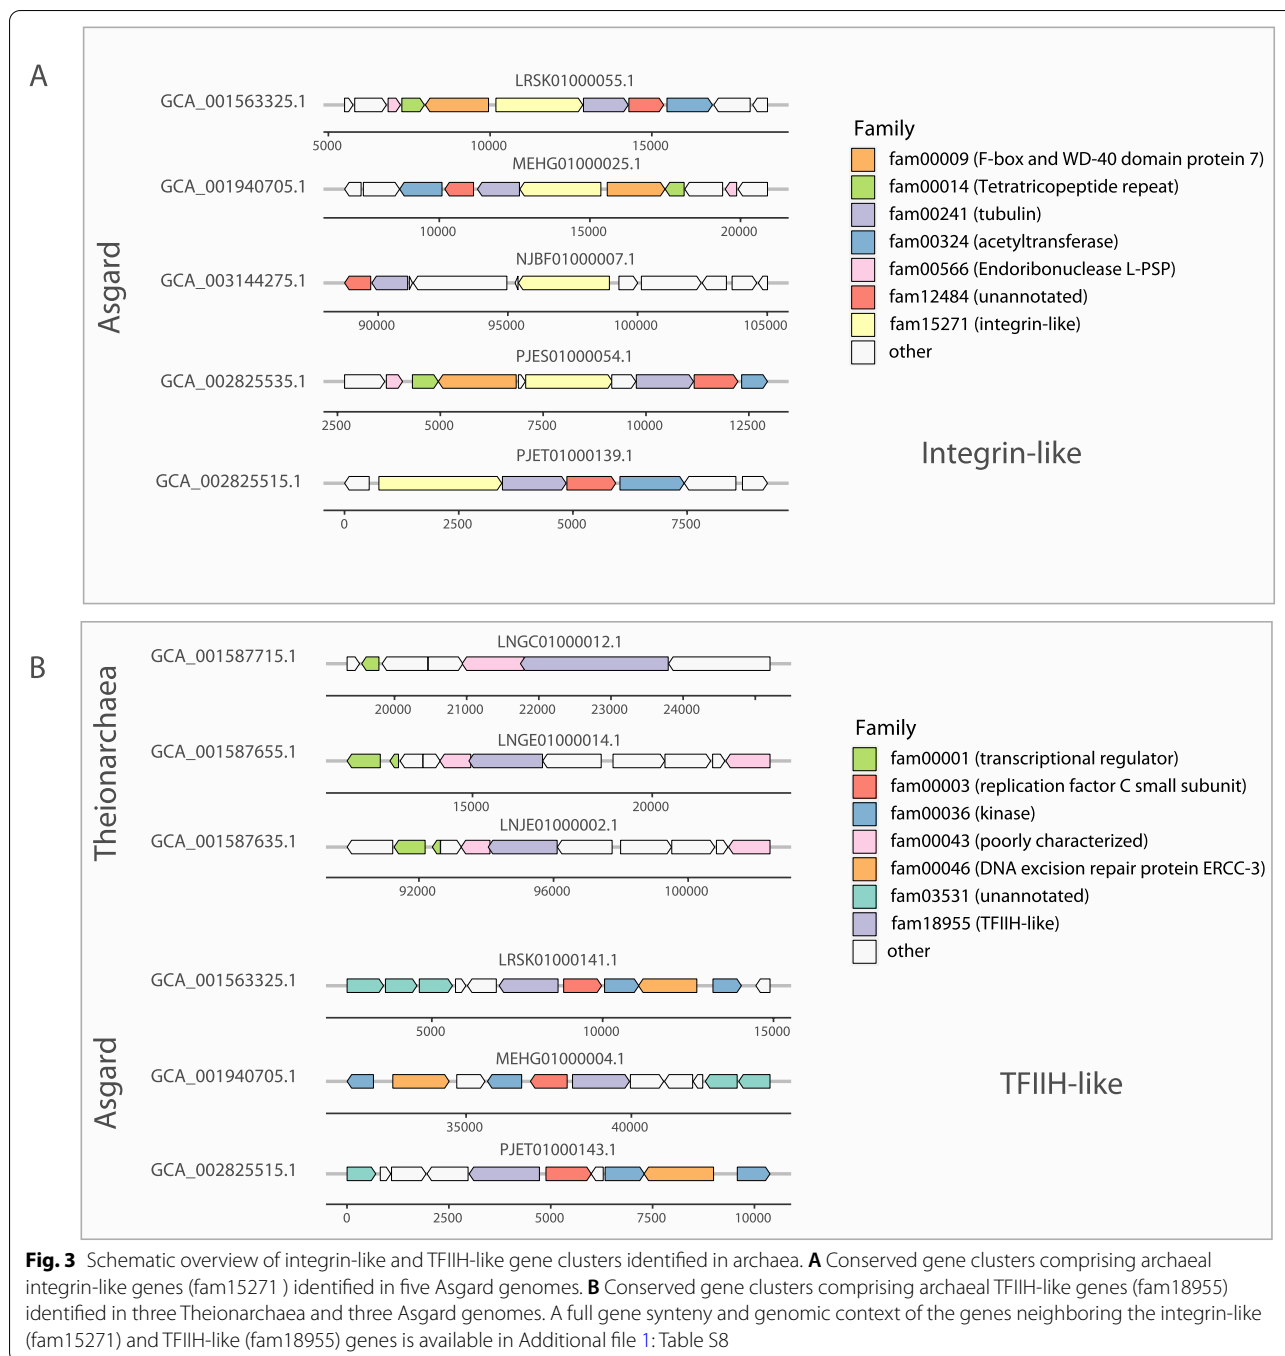 A
Asgard
GCA_001563325.1
LRSK01000055.1
5000 10000 15000
GCA_001940705.1
MEHG01000025.1
10000 15000 20000
GCA_003144275.1
NJBF01000007.1
90000 95000 100000 105000
GCA_002825535.1
PJES01000054.1
2500 5000 7500 10000 12500
GCA_002825515.1
PJET01000139.1
0 2500 5000 7500
Family
fam00009 (F-box and WD-40 domain protein 7)
fam00014 (Tetratricopeptide repeat)
fam00241 (tubulin)
fam00324 (acetyltransferase)
fam00566 (Endoribonuclease L-PSP)
fam12484 (unannotated)
fam15271 (integrin-like)
other
Integrin-like
B
Theionarchaea
GCA_001587715.1
LNGC01000012.1
20000 21000 22000 23000 24000
GCA_001587655.1
LNGE01000014.1
15000 20000
GCA_001587635.1
LNJE01000002.1
92000 96000 100000
Asgard
GCA_001563325.1
LRSK01000141.1
5000 10000 15000
GCA_001940705.1
MEHG01000004.1
35000 40000
GCA_002825515.1
PJET01000143.1
0 2500 5000 7500 10000
Family
fam00001 (transcriptional regulator)
fam00003 (replication factor C small subunit)
fam00036 (kinase)
fam00043 (poorly characterized)
fam00046 (DNA excision repair protein ERCC-3)
fam03531 (unannotated)
fam18955 (TFIIH-like)
other
TFIIH-like
Fig. 3 Schematic overview of integrin-like and TFIIH-like gene clusters identified in archaea. A Conserved gene clusters comprising archaeal
integrin-like genes (fam15271 ) identified in five Asgard genomes. B Conserved gene clusters comprising archaeal TFIIH-like genes (fam18955)
identified in three Theionarchaea and three Asgard genomes. A full gene synteny and genomic context of the genes neighboring the integrin-like
(fam15271) and TFIIH-like (fam18955) genes is available in Additional file 1: Table S8